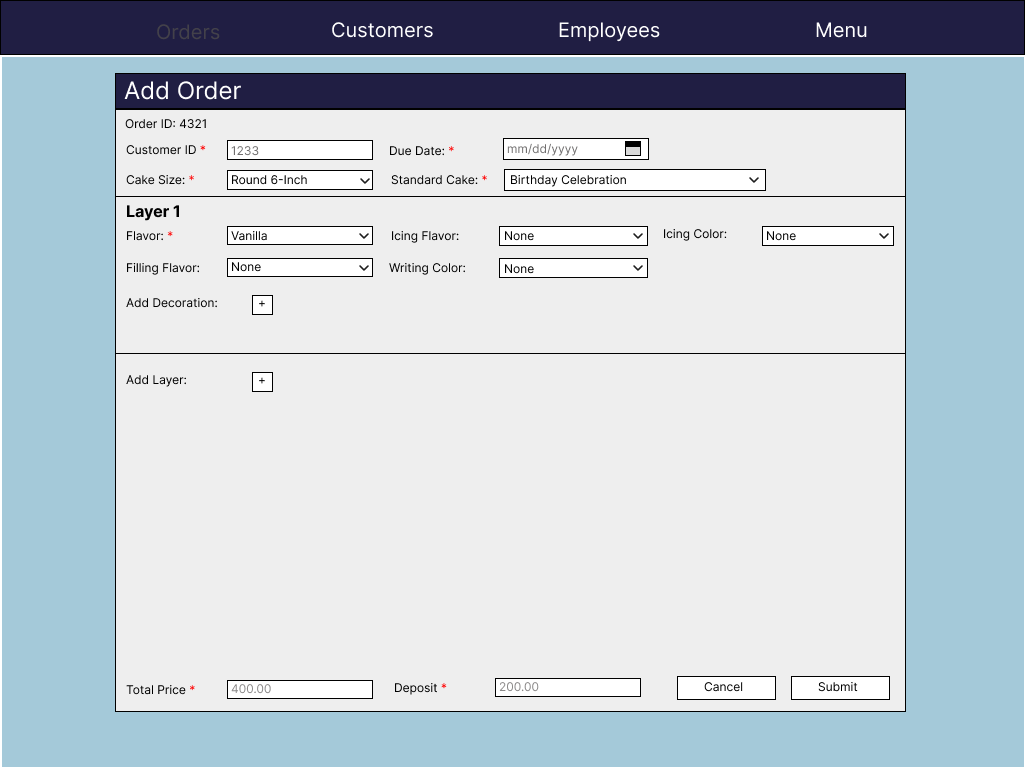 Orders Customers Employees Menu
Add Order
Order ID: 4321
Customer ID * 1233 Due Date: * mm/dd/yyyy
Cake Size: * Round 6-Inch Standard Cake: * Birthday Celebration
Layer 1
Flavor: * Vanilla Icing Flavor: None Icing Color: None
Filling Flavor: None Writing Color: None
Add Decoration: +
Add Layer: +
Total Price * 400.00 Deposit * 200.00 Cancel Submit